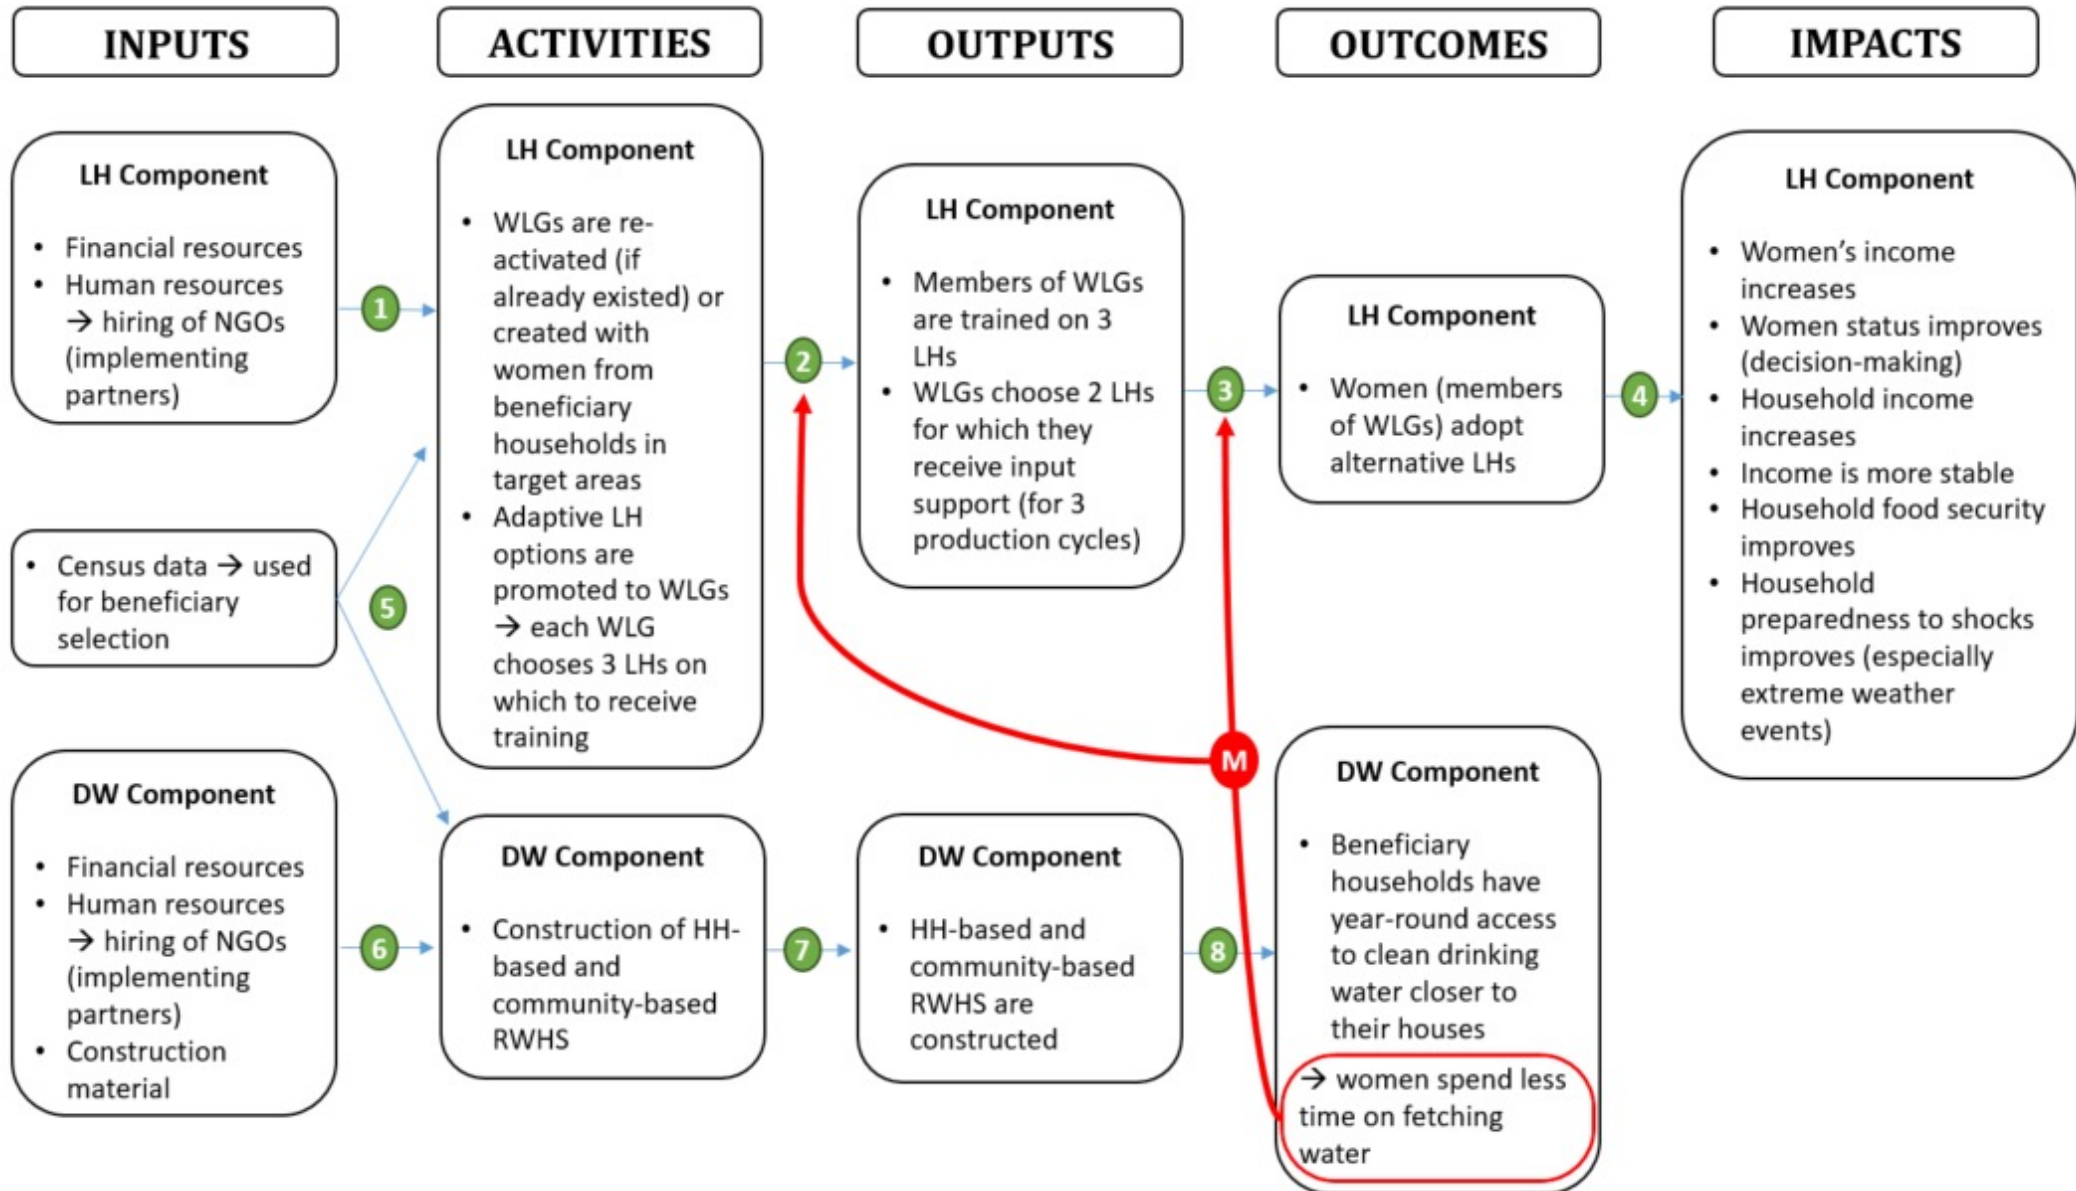 INPUTS
ACTIVITIES
OUTPUTS
OUTCOMES
IMPACTS
LH Component
• Financial resources
• Human resources
→ hiring of NGOs
(implementing
partners)
1
• Census data → used
for beneficiary
selection
5
DW Component
• Financial resources
• Human resources
→ hiring of NGOs
(implementing
partners)
• Construction
material
6
LH Component
• WLGs are re-
activated (if
already existed) or
created with
women from
beneficiary
households in
target areas
• Adaptive LH
options are
promoted to WLGs
→ each WLG
chooses 3 LHs on
which to receive
training
2
DW Component
• Construction of HH-
based and
community-based
RWHS
7
LH Component
• Members of WLGs
are trained on 3
LHs
• WLGs choose 2 LHs
for which they
receive input
support (for 3
production cycles)
3
DW Component
• HH-based and
community-based
RWHS are
constructed
8
M
LH Component
• Women (members
of WLGs) adopt
alternative LHs
4
DW Component
• Beneficiary
households have
year-round access
to clean drinking
water closer to
their houses
→ women spend less
time on fetching
water
LH Component
• Women’s income
increases
• Women status improves
(decision-making)
• Household income
increases
• Income is more stable
• Household food security
improves
• Household
preparedness to shocks
improves (especially
extreme weather
events)